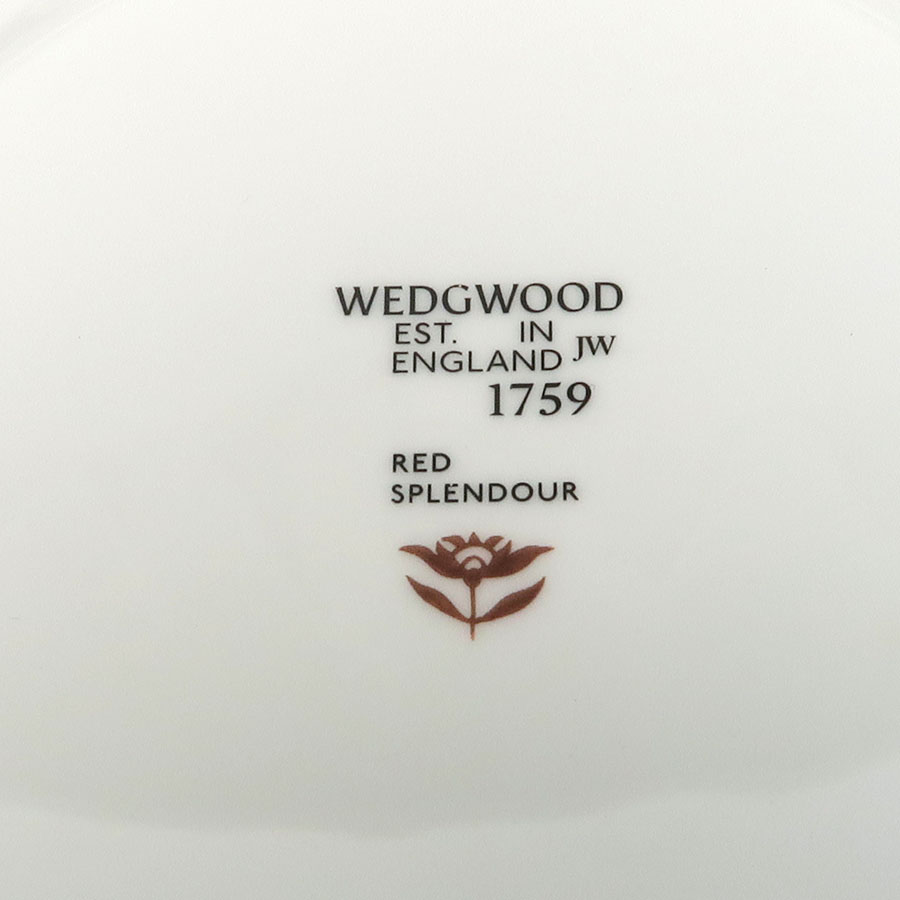 WEDGWOOD
EST. IN
ENGLAND JW
1759
RED
SPLENDOUR